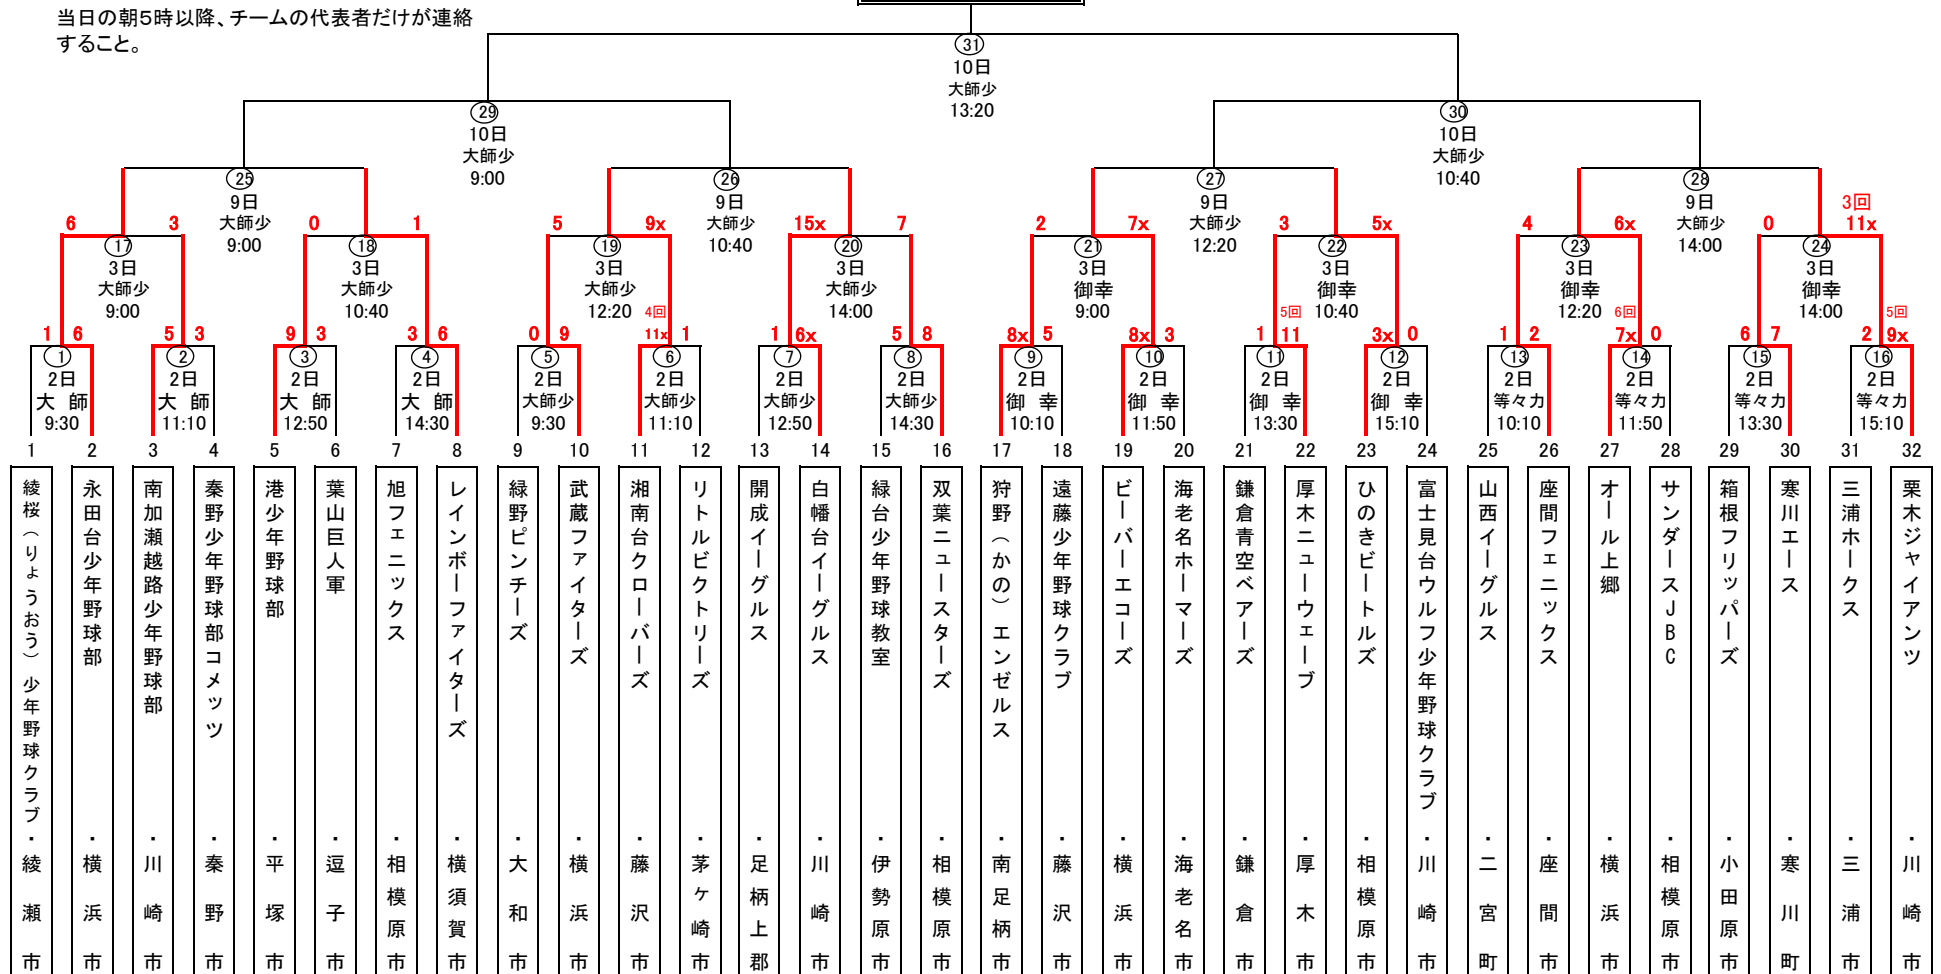 当日の朝5時以降、チームの代表者だけが連絡
すること。
㉛
10日
大師少
13:20
㉙
10日
大師少
9:00
㉚
10日
大師少
10:40
㉕
9日
大師少
9:00
㉖
9日
大師少
10:40
㉗
9日
大師少
12:20
㉘
9日
大師少
14:00
6 3
⑰
3日
大師少
9:00
0 1
⑱
3日
大師少
10:40
5 9x
⑲
3日
大師少
12:20
15x 7
⑳
3日
大師少
14:00
2 7x
㉑
3日
御幸
9:00
3 5x
㉒
3日
御幸
10:40
4 6x
㉓
3日
御幸
12:20
3回
0 11x
㉔
3日
御幸
14:00
1 6
①
2日
大 師
9:30
5 3
②
2日
大 師
11:10
9 3
③
2日
大 師
12:50
3 6
④
2日
大 師
14:30
0 9
⑤
2日
大師少
9:30
4回
11x 1
⑥
2日
大師少
11:10
1 6x
⑦
2日
大師少
12:50
5 8
⑧
2日
大師少
14:30
8x 5
⑨
2日
御 幸
10:10
8x 3
⑩
2日
御 幸
11:50
5回
1 11
⑪
2日
御 幸
13:30
3x 0
⑫
2日
御 幸
15:10
1 2
⑬
2日
等々力
10:10
6回
7x 0
⑭
2日
等々力
11:50
6 7
⑮
2日
等々力
13:30
5回
2 9x
⑯
2日
等々力
15:10
1 2 3 4 5 6 7 8 9 10 11 12 13 14 15 16 17 18 19 20 21 22 23 24 25 26 27 28 29 30 31 32
綾桜（りょうおう）少年野球クラブ・綾瀬市
永田台少年野球部・横浜市
南加瀬越路少年野球部・川崎市
秦野少年野球部コメッツ・秦野市
港少年野球部・平塚市
葉山巨人軍・逗子市
旭フェニックス・相模原市
レインボーファイターズ・横須賀市
緑野ピンチーズ・大和市
武蔵ファイターズ・横浜市
湘南台クローバーズ・藤沢市
リトルビクトリーズ・茅ケ崎市
開成イーグルス・足柄上郡
白幡台イーグルス・川崎市
緑台少年野球教室・伊勢原市
双葉ニュースターズ・相模原市
狩野（かの）エンゼルス・南足柄市
遠藤少年野球クラブ・藤沢市
ビーバーエコーズ・横浜市
海老名ホーマーズ・海老名市
鎌倉青空ベアーズ・鎌倉市
厚木ニューウェーブ・厚木市
ひのきビートルズ・相模原市
富士見台ウルフ少年野球クラブ・川崎市
山西イーグルス・二宮町
座間フェニックス・座間市
オール上郷・横浜市
サンダースJBC・相模原市
箱根フリッパーズ・小田原市
寒川エース・寒川町
三浦ホークス・三浦市
栗木ジャイアンツ・川崎市